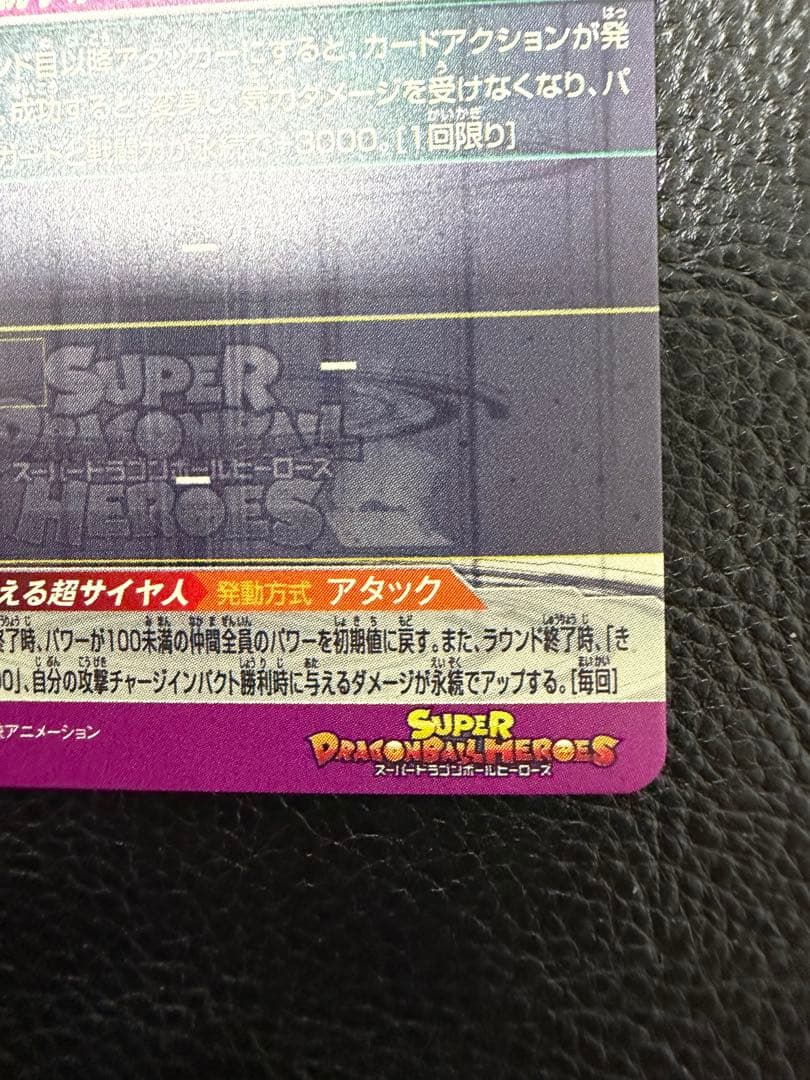 ンド目以降アタッカーにすると、カードアクションが発
、成功すると、変身し、気力ダメージを受けなくなり、パ
+3000。[1回限り]
SUPER
DRAGONBALL
スーパードラゴンボールヒーローズ
HEROES
える超サイヤ人 発動方式 アタック
終了時、パワーが100未満の仲間全員のパワーを初期値に戻す。また、ラウンド終了時、「き
0」、自分の攻撃チャージインパクト勝利時に与えるダメージが永続でアップする。[毎回]
アニメーション
SUPER
DRAGONBALL HEROES
スーパードラゴンボールヒーローズ